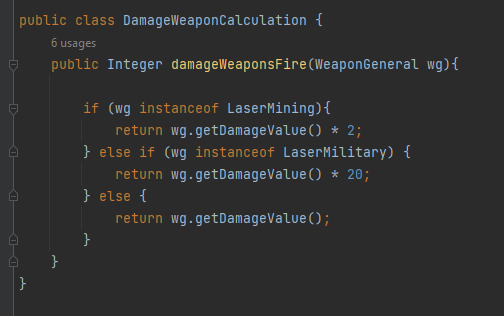 public class DamageWeaponCalculation {
6 usages
public Integer damageWeaponsFire(WeaponGeneral wg){
if (wg instanceof LaserMining){
return wg.getDamageValue() * 2;
} else if (wg instanceof LaserMilitary) {
return wg.getDamageValue() * 20;
} else {
return wg.getDamageValue();
}
}
}